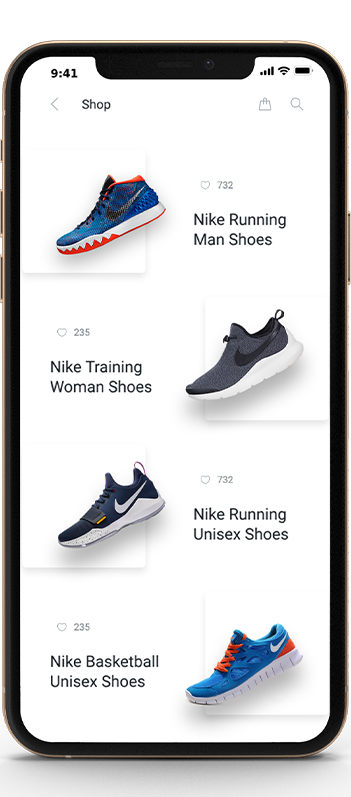 9:41
Shop
732
Nike Running
Man Shoes
235
Nike Training
Woman Shoes
732
Nike Running
Unisex Shoes
235
Nike Basketball
Unisex Shoes